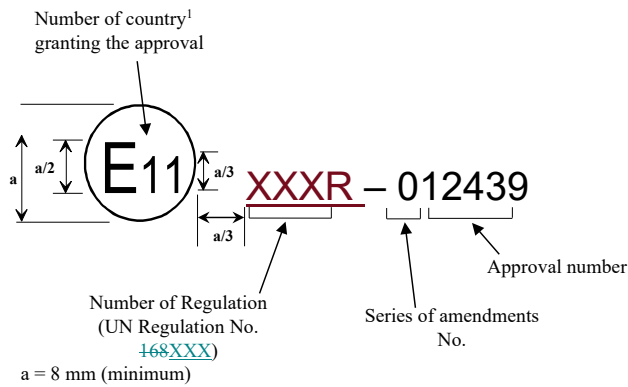 Number of country1
granting the approval
a
a/2
E11
a/3
XXXR – 012439
a/3
Approval number
Number of Regulation
(UN Regulation No.
168XXX)
Series of amendments
No.
a = 8 mm (minimum)